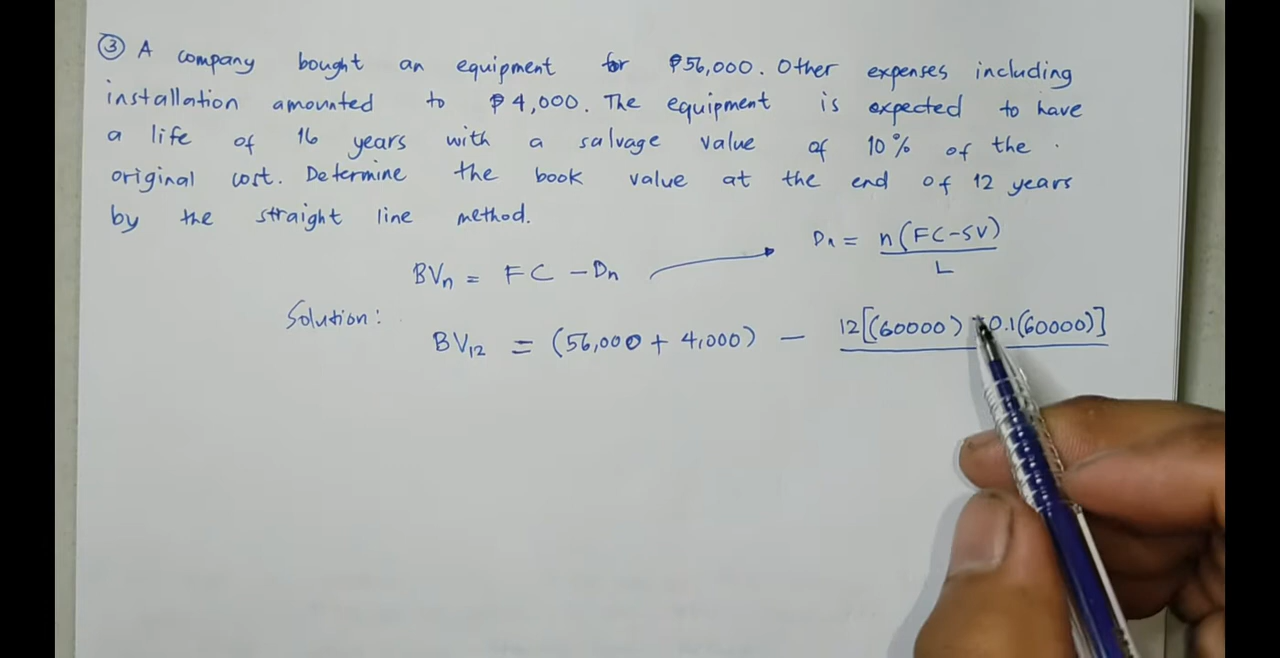 ③ A company bought an equipment for ₱56,000. Other expenses including
installation amounted to ₱4,000. The equipment is expected to have
a life of 16 years with a salvage value of 10% of the
original cost. Determine the book value at the end of 12 years
by the straight line method.
Dn = n(FC-SV)
L
BVn = FC - Dn
Solution:
BV12 = (56,000 + 4,000) - 12[(60000) - 0.1(60000)]